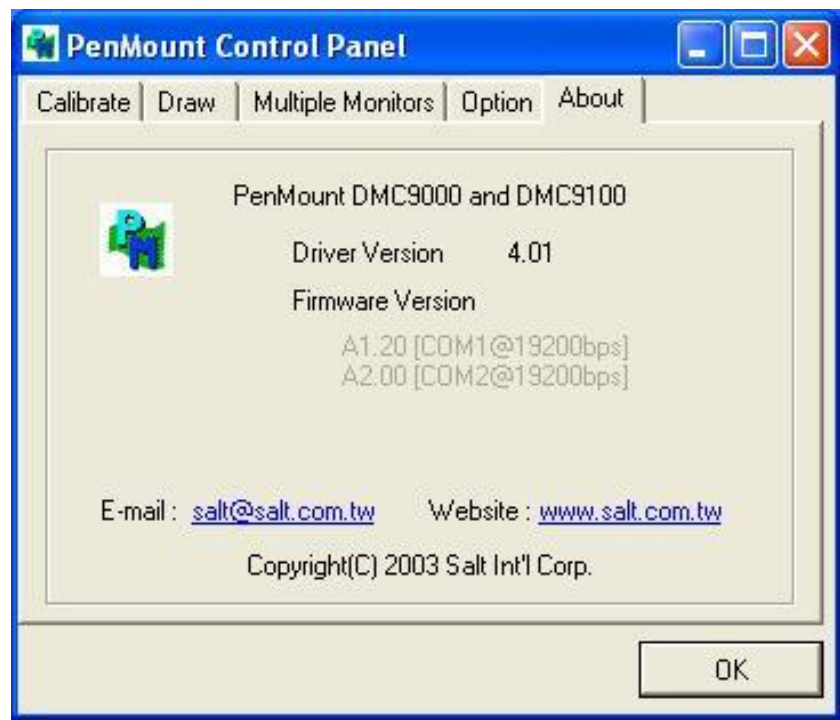 PenMount Control Panel
Calibrate Draw Multiple Monitors Option About
PM
PenMount DMC9000 and DMC9100
Driver Version 4.01
Firmware Version
A1.20 [COM1@19200bps]
A2.00 [COM2@19200bps]
E-mail : salt@salt.com.tw Website : www.salt.com.tw
Copyright(C) 2003 Salt Int'l Corp.
OK